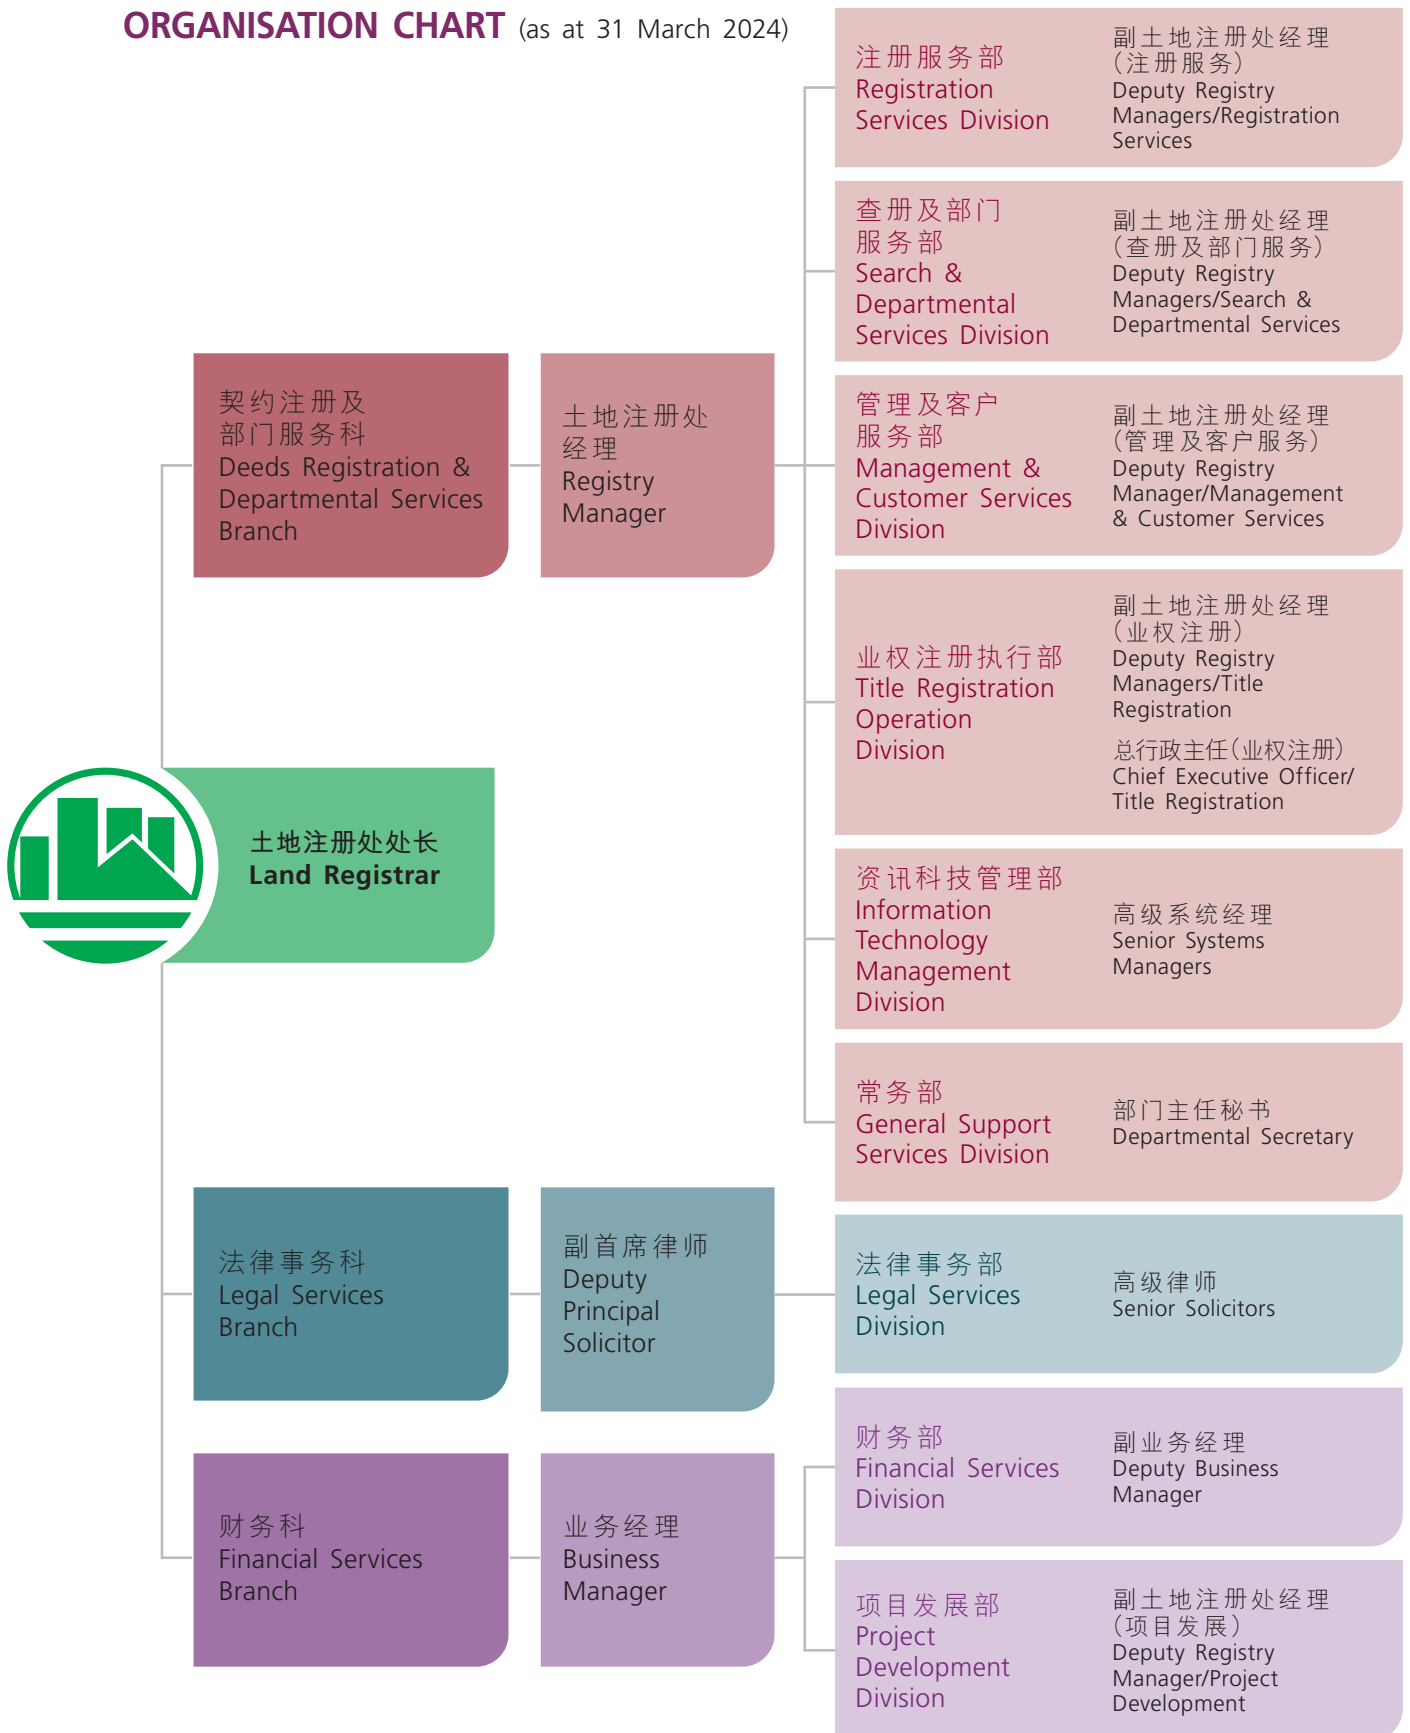 ORGANISATION CHART (as at 31 March 2024)
土地注册处处长
Land Registrar
契约注册及
部门服务科
Deeds Registration &
Departmental Services
Branch
土地注册处
经理
Registry
Manager
注册服务部
Registration
Services Division
副土地注册处经理
(注册服务)
Deputy Registry
Managers/Registration
Services
查册及部门
服务部
Search &
Departmental
Services Division
副土地注册处经理
(查册及部门服务)
Deputy Registry
Managers/Search &
Departmental Services
管理及客户
服务部
Management &
Customer Services
Division
副土地注册处经理
(管理及客户服务)
Deputy Registry
Manager/Management
& Customer Services
业权注册执行部
Title Registration
Operation
Division
副土地注册处经理
(业权注册)
Deputy Registry
Managers/Title
Registration
总行政主任(业权注册)
Chief Executive Officer/
Title Registration
资讯科技管理部
Information
Technology
Management
Division
高级系统经理
Senior Systems
Managers
常务部
General Support
Services Division
部门主任秘书
Departmental Secretary
法律事务科
Legal Services
Branch
副首席律师
Deputy
Principal
Solicitor
法律事务部
Legal Services
Division
高级律师
Senior Solicitors
财务科
Financial Services
Branch
业务经理
Business
Manager
财务部
Financial Services
Division
副业务经理
Deputy Business
Manager
项目发展部
Project
Development
Division
副土地注册处经理
(项目发展)
Deputy Registry
Manager/Project
Development